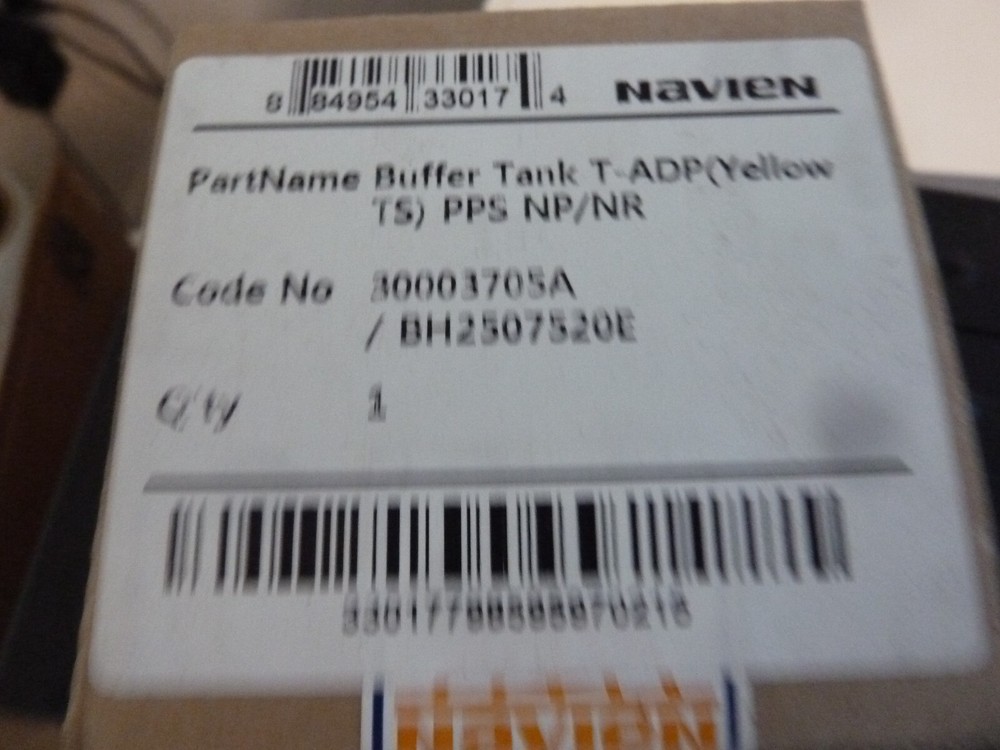 8 84954 33017 4
NAVIEN
PartName Buffer Tank T-ADP(Yellow
TS) PPS NP/NR
Code No 30003705A
/ BH2507520E
Q'ty 1
NAVIEN